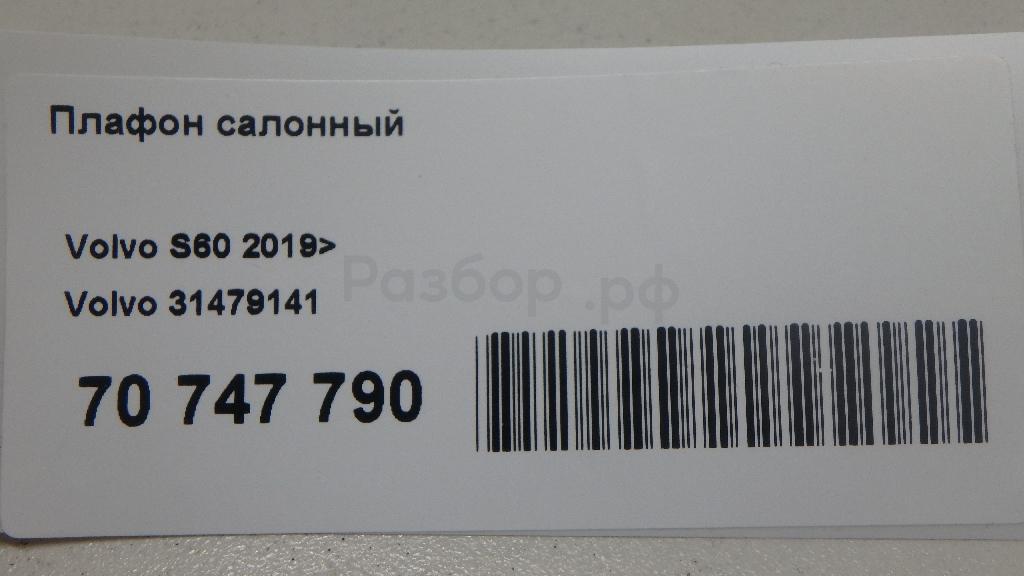 Плафон салонный
Volvo S60 2019>
Разбор.рф
Volvo 31479141
70 747 790